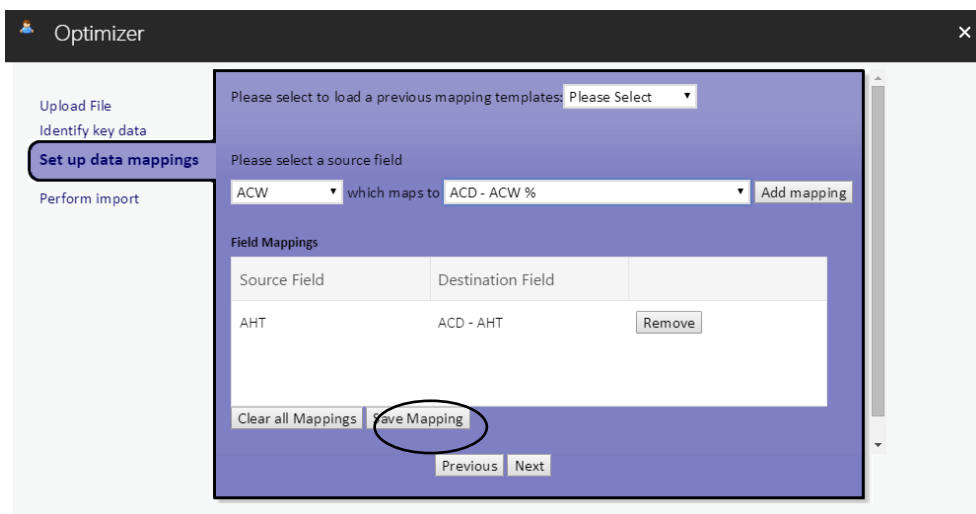 Optimizer
×
Upload File
Identify key data
Set up data mappings
Perform import
Please select to load a previous mapping templates: Please Select
Please select a source field
ACW which maps to ACD - ACW % Add mapping
Field Mappings
Source Field Destination Field
AHT ACD - AHT Remove
Clear all Mappings Save Mapping
Previous Next